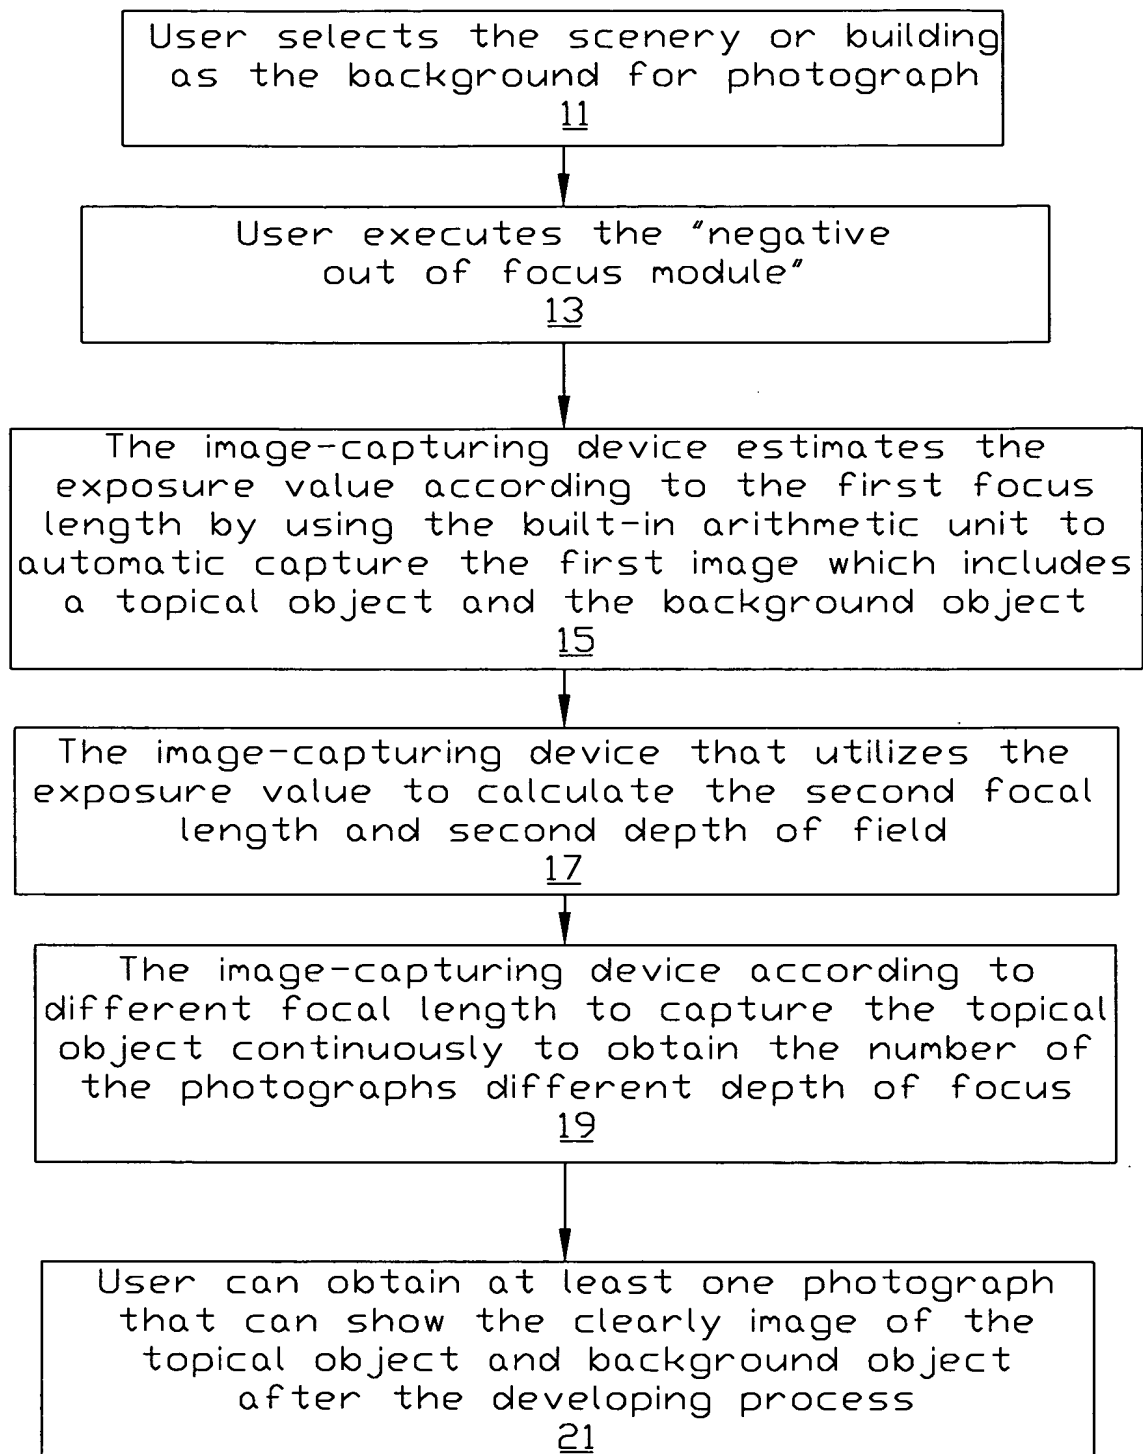 User selects the scenery or building
as the background for photograph
11
User executes the "negative
out of focus module"
13
The image-capturing device estimates the
exposure value according to the first focus
length by using the built-in arithmetic unit to
automatic capture the first image which includes
a topical object and the background object
15
The image-capturing device that utilizes the
exposure value to calculate the second focal
length and second depth of field
17
The image-capturing device according to
different focal length to capture the topical
object continuously to obtain the number of
the photographs different depth of focus
19
User can obtain at least one photograph
that can show the clearly image of the
topical object and background object
after the developing process
21